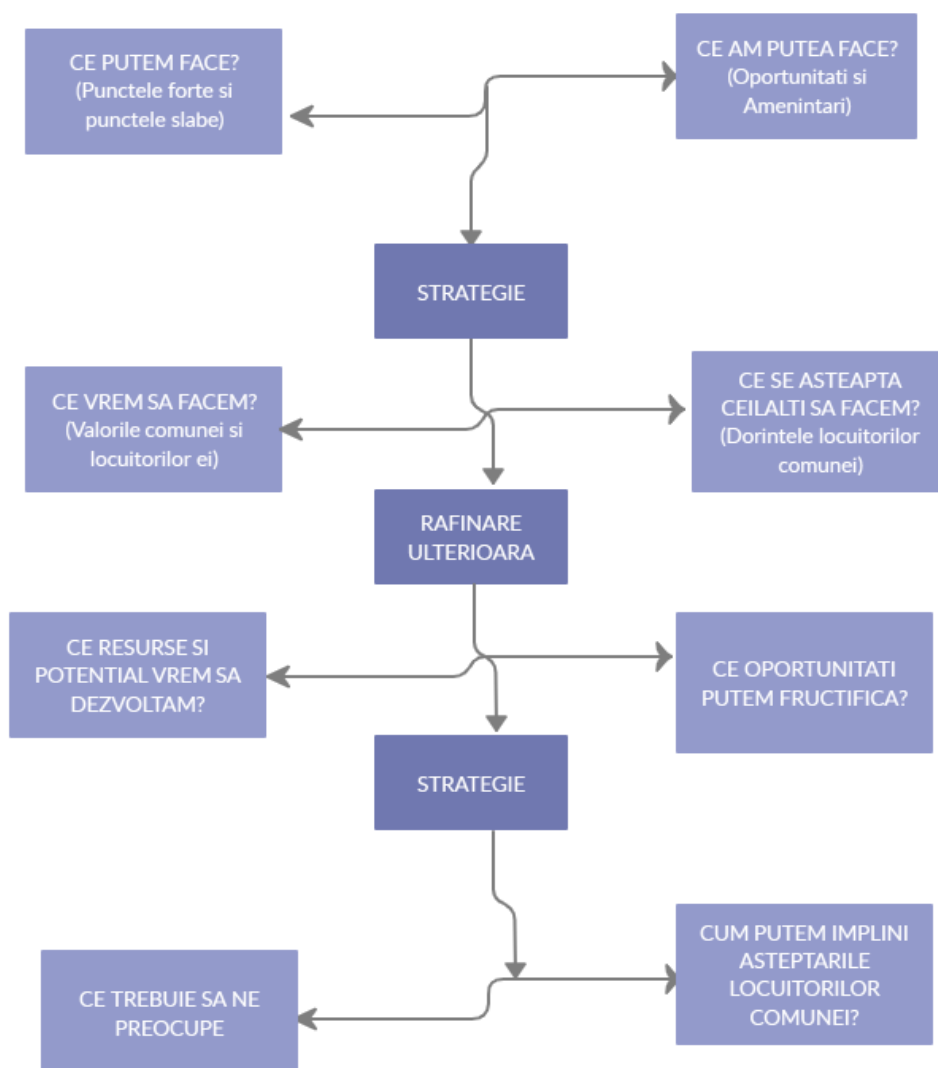 CE PUTEM FACE?
(Punctele forte si
punctele slabe)
CE AM PUTEA FACE?
(Oportunitati si
Amenintari)
STRATEGIE
CE VREM SA FACEM?
(Valorile comunei si
locuitorilor ei)
CE SE ASTEAPTA
CEILALTI SA FACEM?
(Dorintele locuitorilor
comunei)
RAFINARE
ULTERIOARA
CE RESURSE SI
POTENTIAL VREM SA
DEZVOLTAM?
CE OPORTUNITATI
PUTEM FRUCTIFICA?
STRATEGIE
CE TREBUIE SA NE
PREOCUPE
CUM PUTEM IMPLINI
ASTEPTARILE
LOCUITORILOR
COMUNEI?